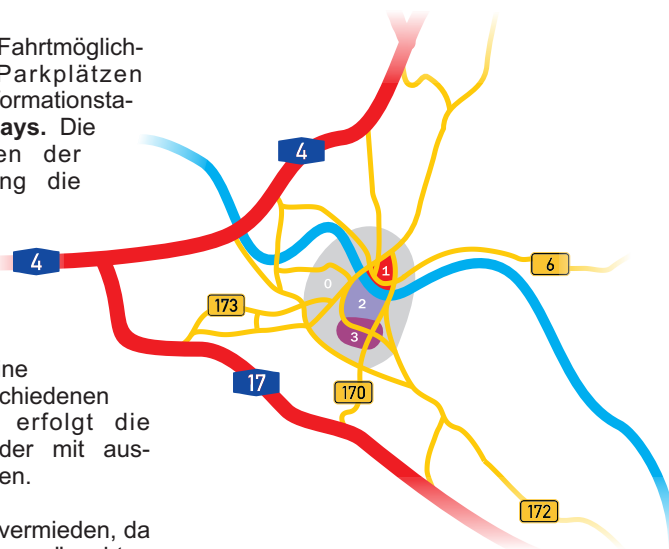 Fahrtmöglich-
Parkplätzen
formationsta-
ays. Die
en der
ng die
4
4
6
1
0
2
173
3
ne
17
chiedenen
170
erfolgt die
der mit aus-
en.
172
vermieden, da